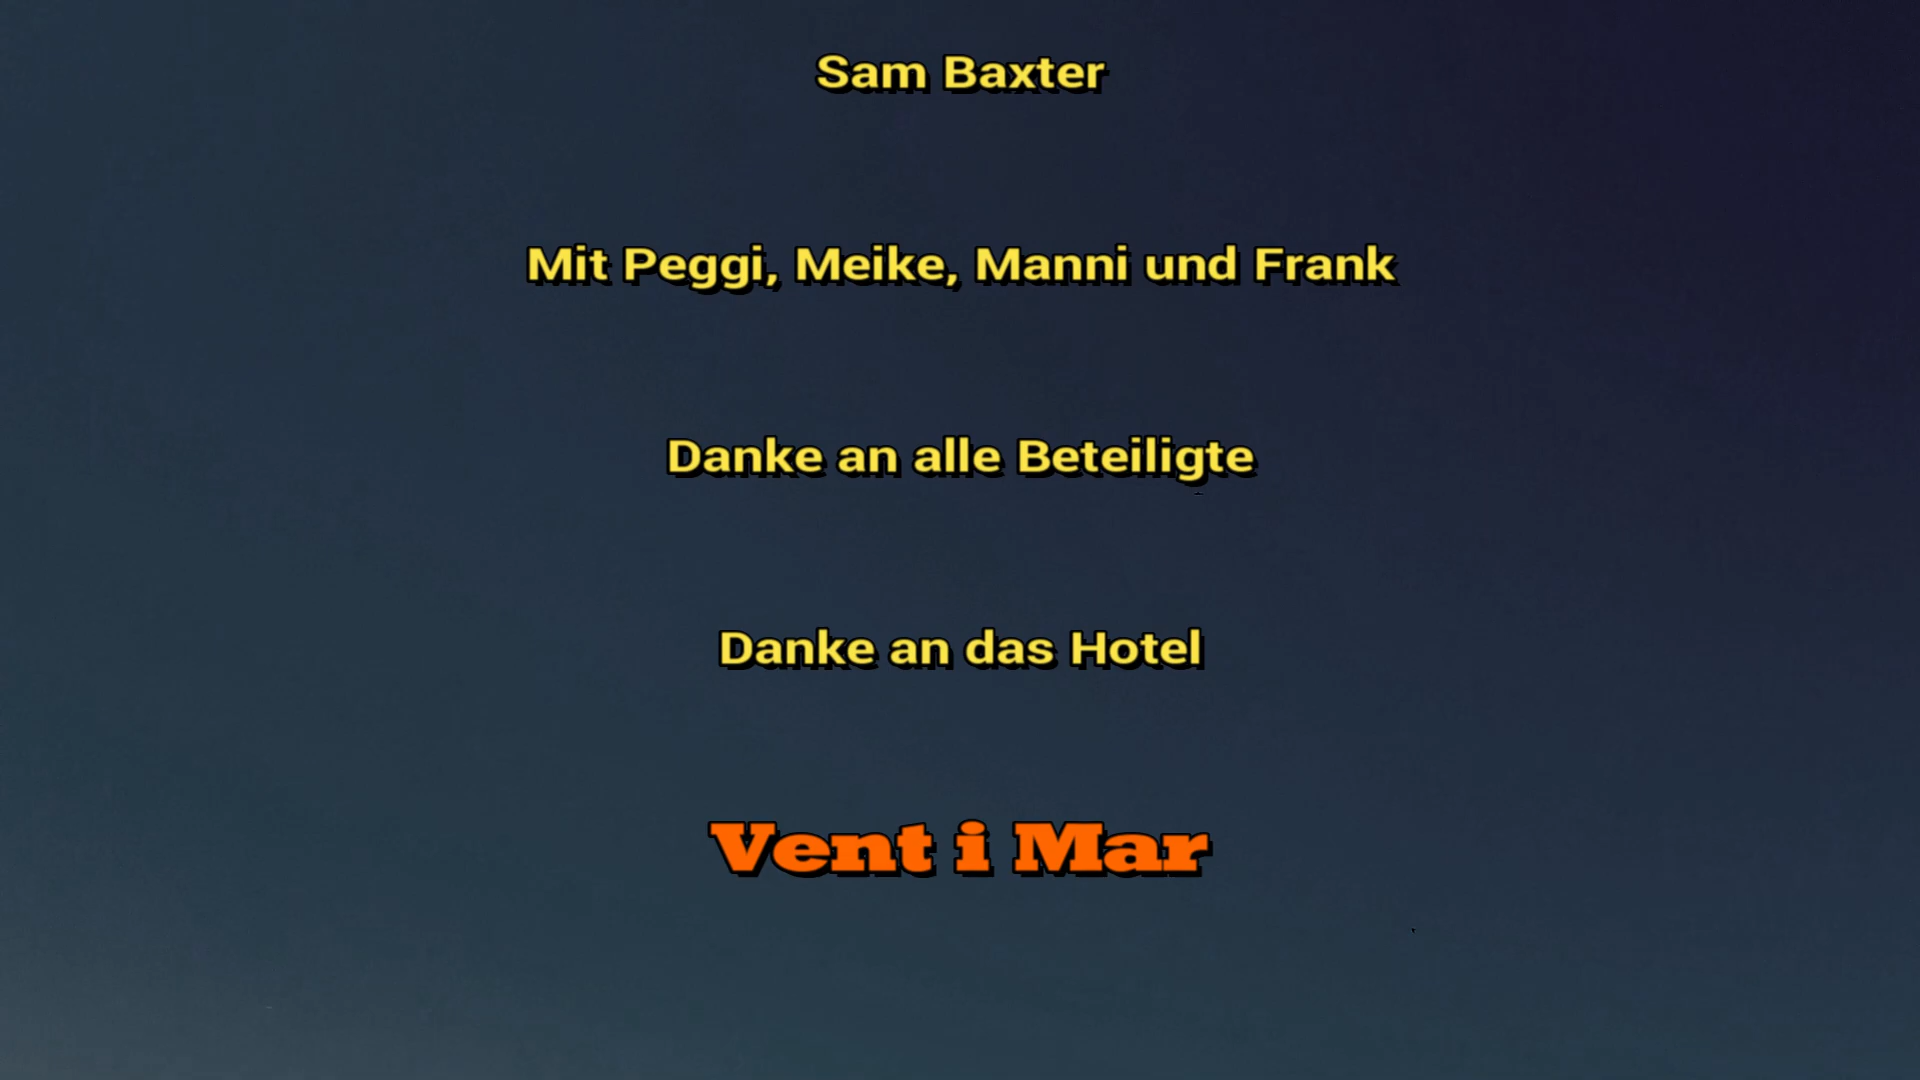 Sam Baxter
Mit Peggi, Meike, Manni und Frank
Danke an alle Beteiligte
Danke an das Hotel
Vent i Mar